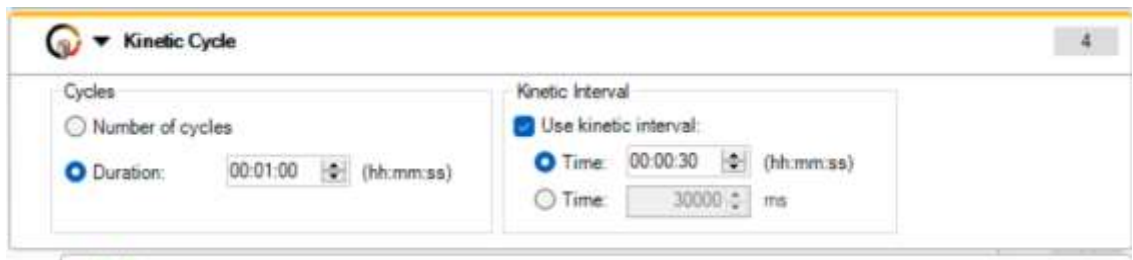 Kinetic Cycle 4
Cycles
Number of cycles
Duration: 00:01:00 (hh:mm:ss)
Kinetic Interval
Use kinetic interval:
Time: 00:00:30 (hh:mm:ss)
Time: 30000 ms